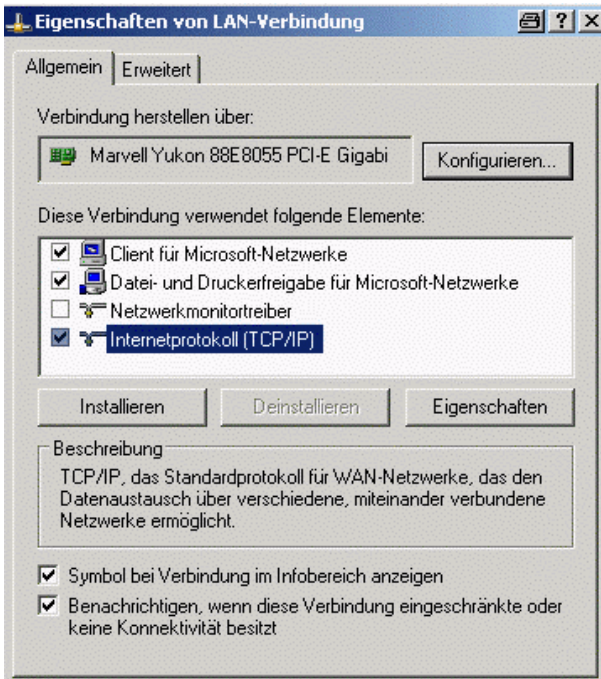 Eigenschaften von LAN-Verbindung
Allgemein
Erweitert
Verbindung herstellen über:
Marvell Yukon 88E8055 PCI-E Gigabi
Konfigurieren...
Diese Verbindung verwendet folgende Elemente:
Client für Microsoft-Netzwerke
Datei- und Druckerfreigabe für Microsoft-Netzwerke
Netzwerkmonitortreiber
Internetprotokoll (TCP/IP)
Installieren
Deinstallieren
Eigenschaften
Beschreibung
TCP/IP, das Standardprotokoll für WAN-Netzwerke, das den
Datenaustausch über verschiedene, miteinander verbundene
Netzwerke ermöglicht.
Symbol bei Verbindung im Infobereich anzeigen
Benachrichtigen, wenn diese Verbindung eingeschränkte oder
keine Konnektivität besitzt